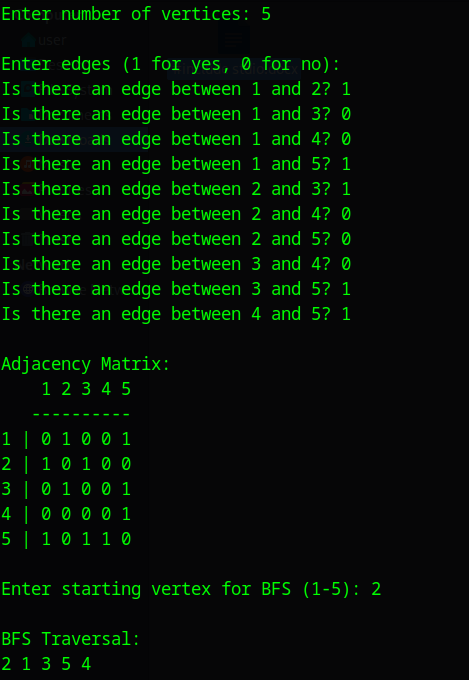 Enter number of vertices: 5
user
Enter edges (1 for yes, 0 for no):
Is there an edge between 1 and 2? 1
Is there an edge between 1 and 3? 0
Is there an edge between 1 and 4? 0
Is there an edge between 1 and 5? 1
Is there an edge between 2 and 3? 1
Is there an edge between 2 and 4? 0
Is there an edge between 2 and 5? 0
Is there an edge between 3 and 4? 0
Is there an edge between 3 and 5? 1
Is there an edge between 4 and 5? 1
Adjacency Matrix:
    1 2 3 4 5
   ----------
1 | 0 1 0 0 1
2 | 1 0 1 0 0
3 | 0 1 0 0 1
4 | 0 0 0 0 1
5 | 1 0 1 1 0
Enter starting vertex for BFS (1-5): 2
BFS Traversal:
2 1 3 5 4